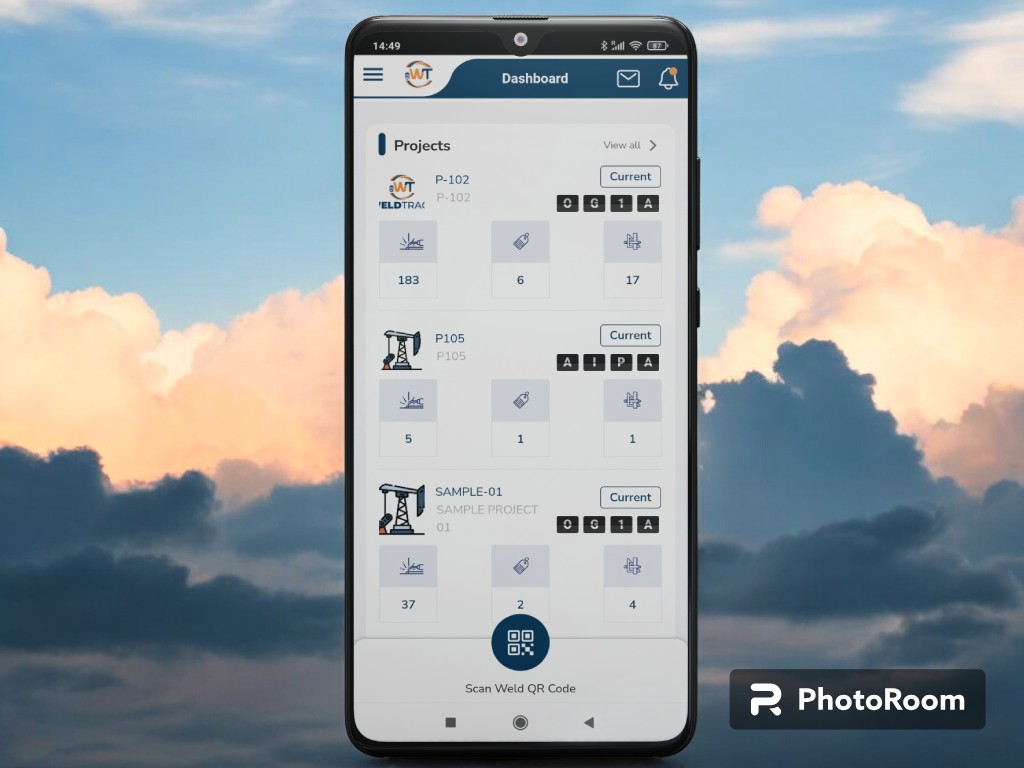 14:49
87
WT
Dashboard
Projects
View all
WT
ELDTRAC
P-102
P-102
Current
O G 1 A
183
6
17
P105
P105
Current
A I P A
5
1
1
SAMPLE-01
SAMPLE PROJECT
01
Current
O G 1 A
37
2
4
Scan Weld QR Code
PhotoRoom